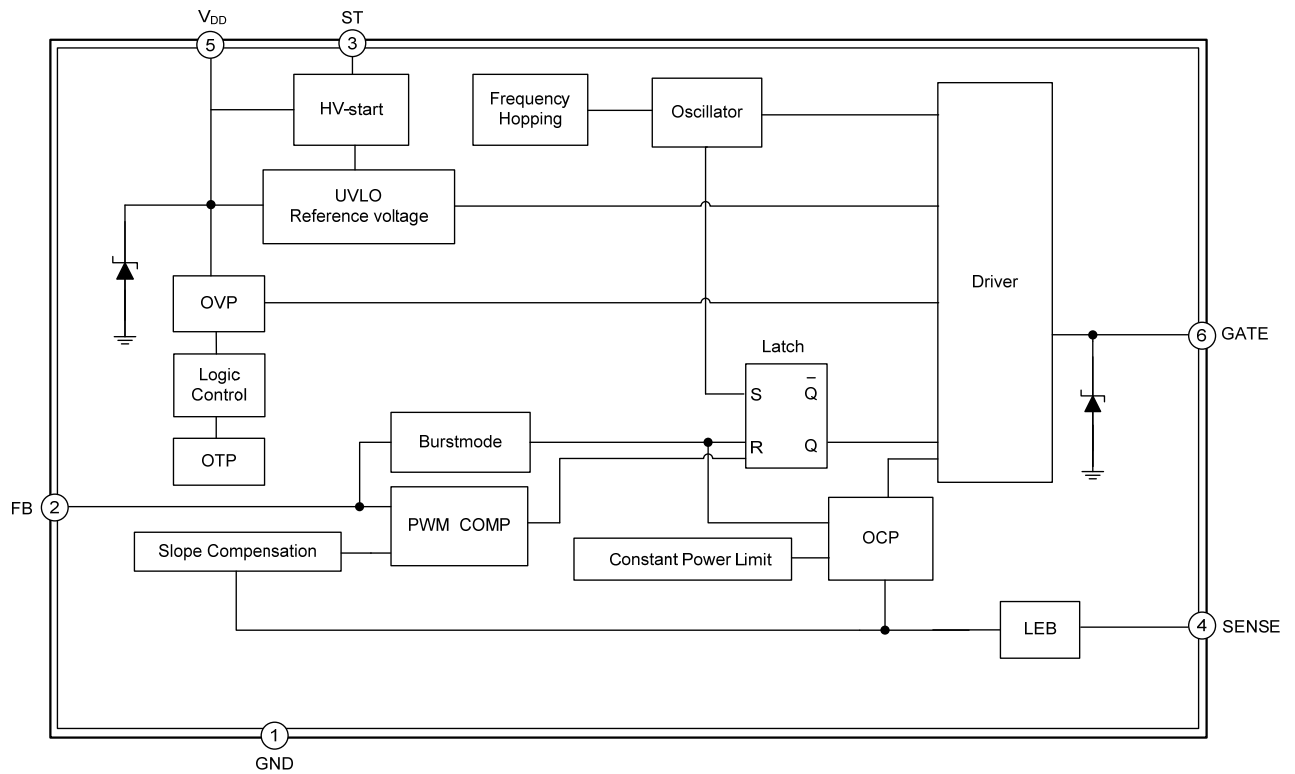 VDD
ST
5
3
HV-start
Frequency
Hopping
Oscillator
UVLO
Reference voltage
Driver
OVP
6
GATE
Latch
Logic
Control
S
Q̅
Burstmode
R
Q
OTP
FB
2
PWM COMP
OCP
Slope Compensation
Constant Power Limit
LEB
4
SENSE
1
GND